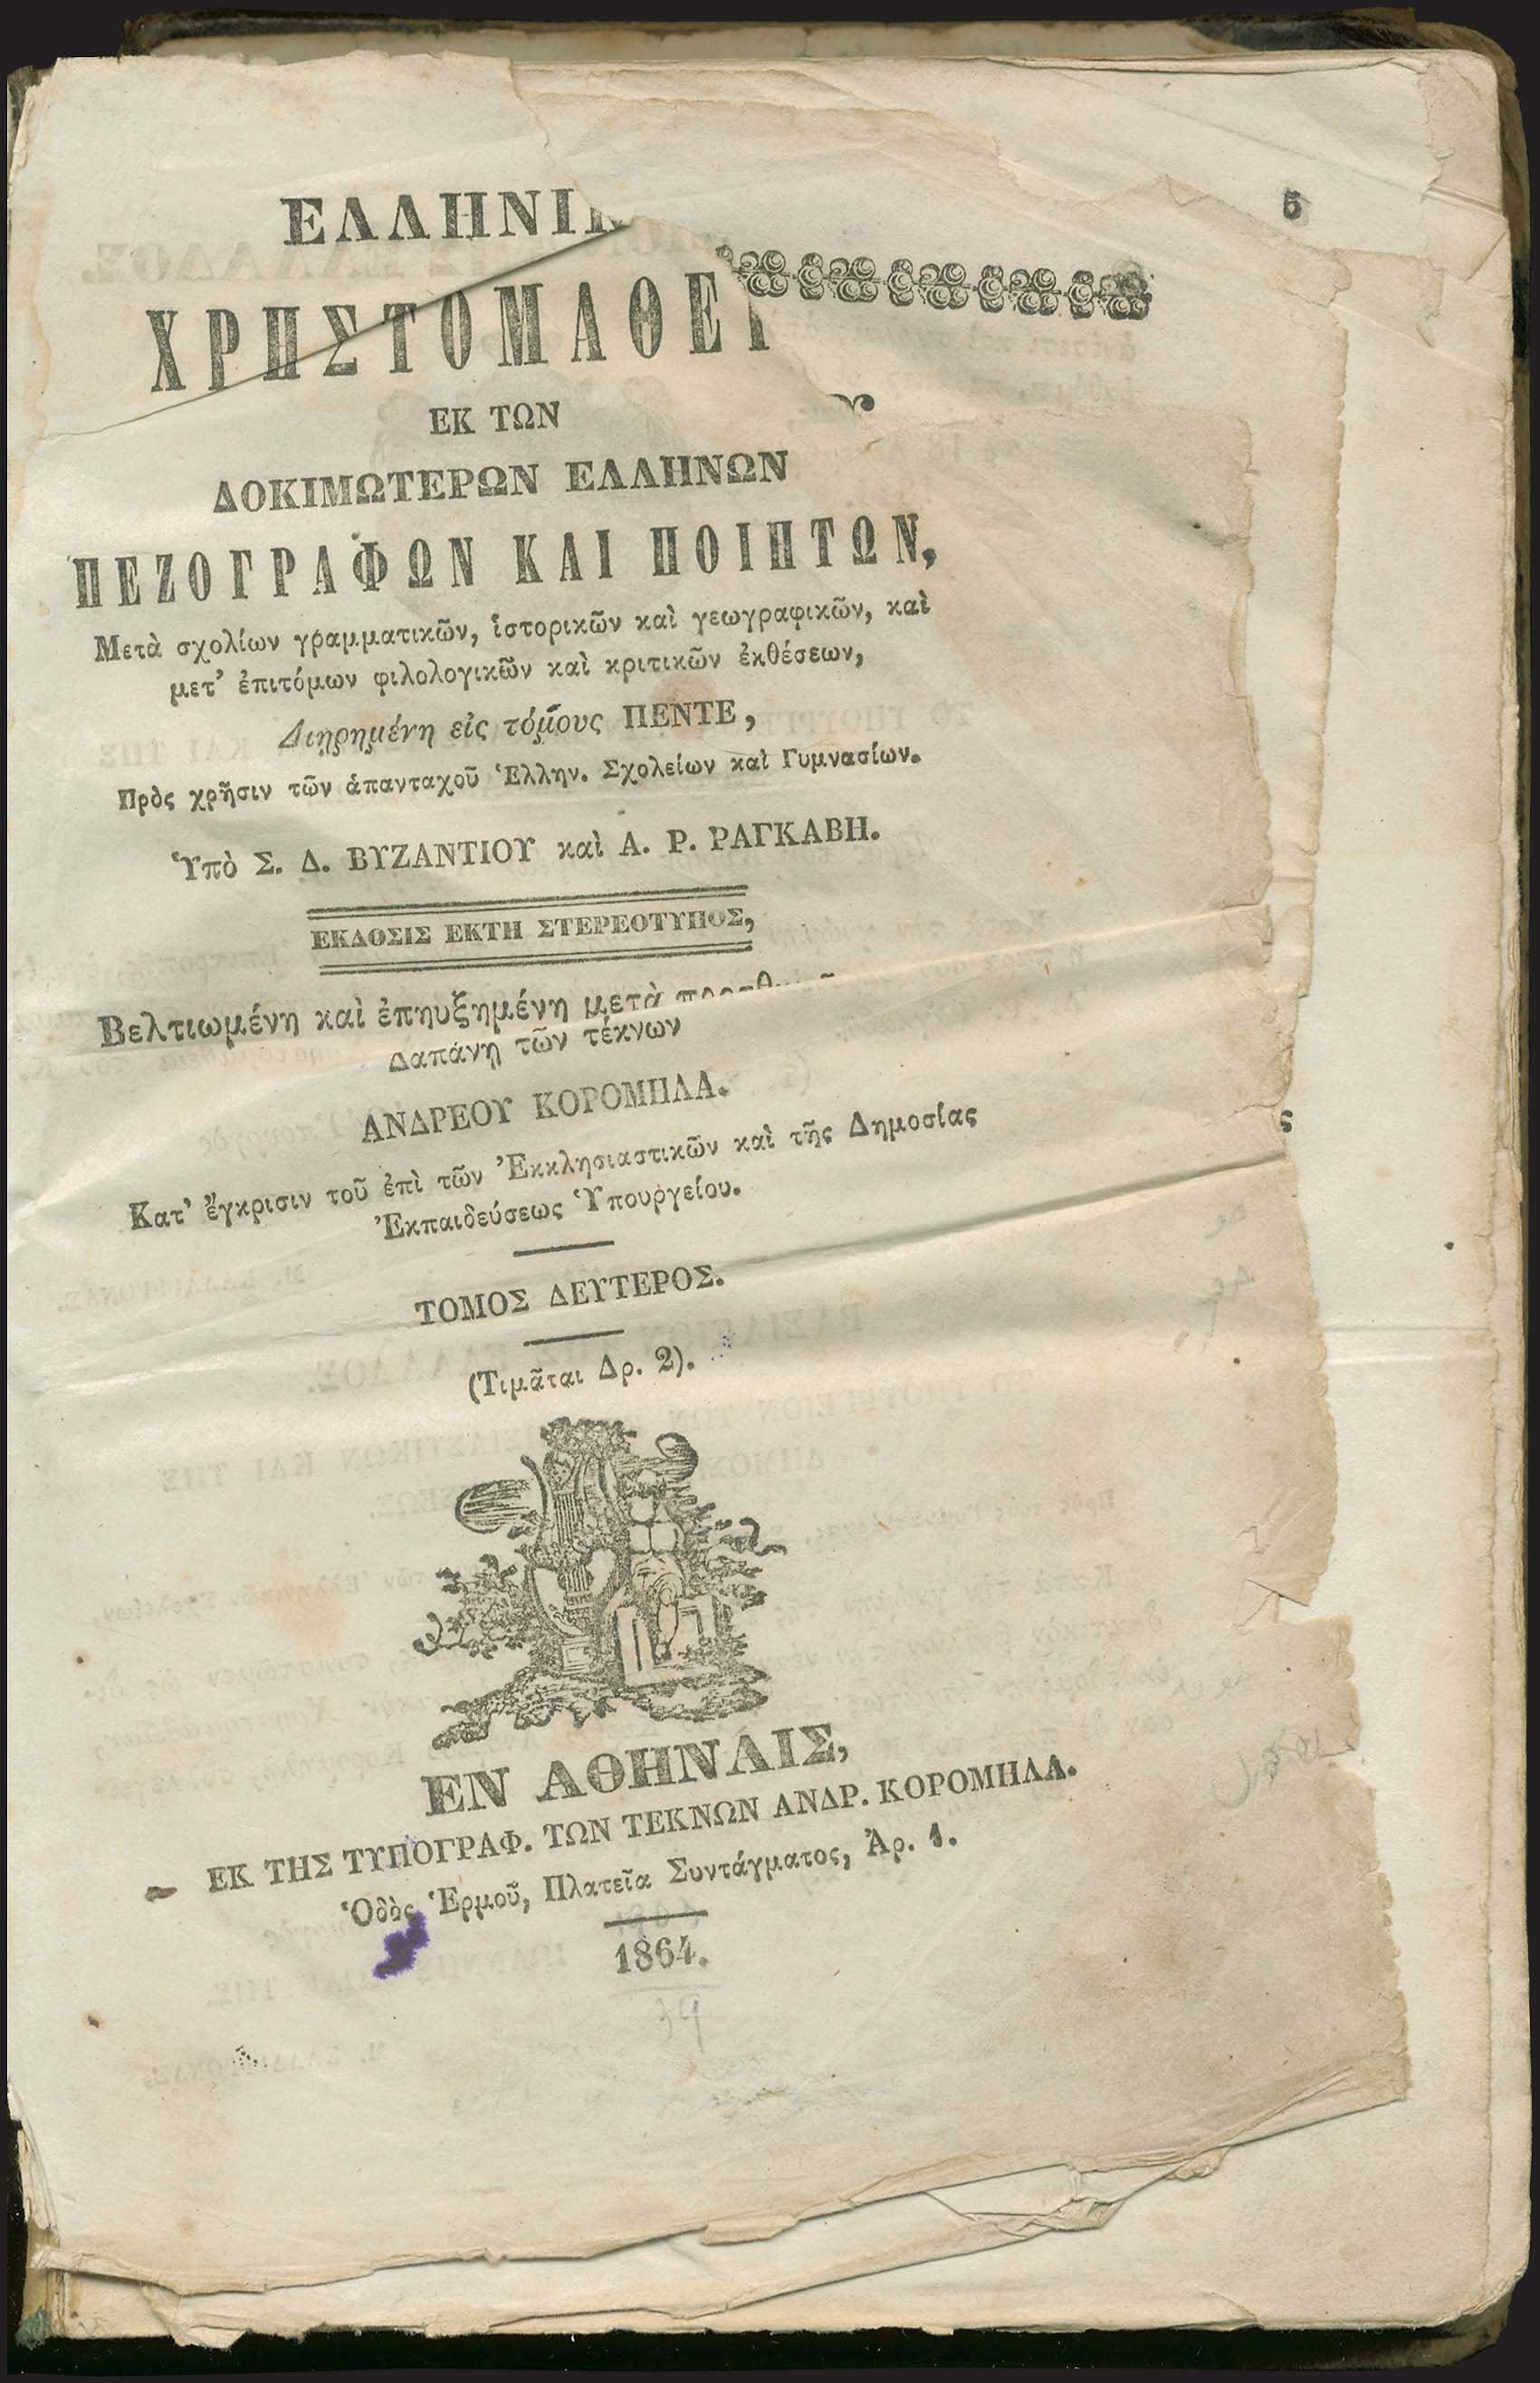 5
ΕΛΛΗΝΙΚ
ΧΡΗΣΤΟΜΑΘΕΙ
ΕΚ ΤΩΝ
ΔΟΚΙΜΩΤΕΡΩΝ ΕΛΛΗΝΩΝ
ΠΕΖΟΓΡΑΦΩΝ ΚΑΙ ΠΟΙΗΤΩΝ,
Μετὰ σχολίων γραμματικῶν, ἱστορικῶν καὶ γεωγραφικῶν, καὶ
μετ’ ἐπιτόμων φιλολογικῶν καὶ κριτικῶν ἐκθέσεων,
Διῃρημένη εἰς τόμους ΠΕΝΤΕ,
Πρὸς χρῆσιν τῶν ἁπανταχοῦ Ἑλλην. Σχολείων καὶ Γυμνασίων.
Ὑπὸ Σ. Δ. ΒΥΖΑΝΤΙΟΥ καὶ Α. Ρ. ΡΑΓΚΑΒΗ.
ΕΚΔΟΣΙΣ ΕΚΤΗ ΣΤΕΡΕΟΤΥΠΟΣ,
Βελτιωμένη καὶ ἐπηυξημένη μετὰ
Δαπάνῃ τῶν τέκνων
ΑΝΔΡΕΟΥ ΚΟΡΟΜΗΛΑ.
Κατ’ ἔγκρισιν τοῦ ἐπὶ τῶν Ἐκκλησιαστικῶν καὶ τῆς Δημοσίας
Ἐκπαιδεύσεως Ὑπουργείου.
ΤΟΜΟΣ ΔΕΥΤΕΡΟΣ.
(Τιμᾶται Δρ. 2).
ΕΝ ΑΘΗΝΑΙΣ,
ΕΚ ΤΗΣ ΤΥΠΟΓΡΑΦ. ΤΩΝ ΤΕΚΝΩΝ ΑΝΔΡ. ΚΟΡΟΜΗΛΑ.
Ὁδὸς Ἑρμοῦ, Πλατεῖα Συντάγματος, Ἀρ. 1.
1864.
39